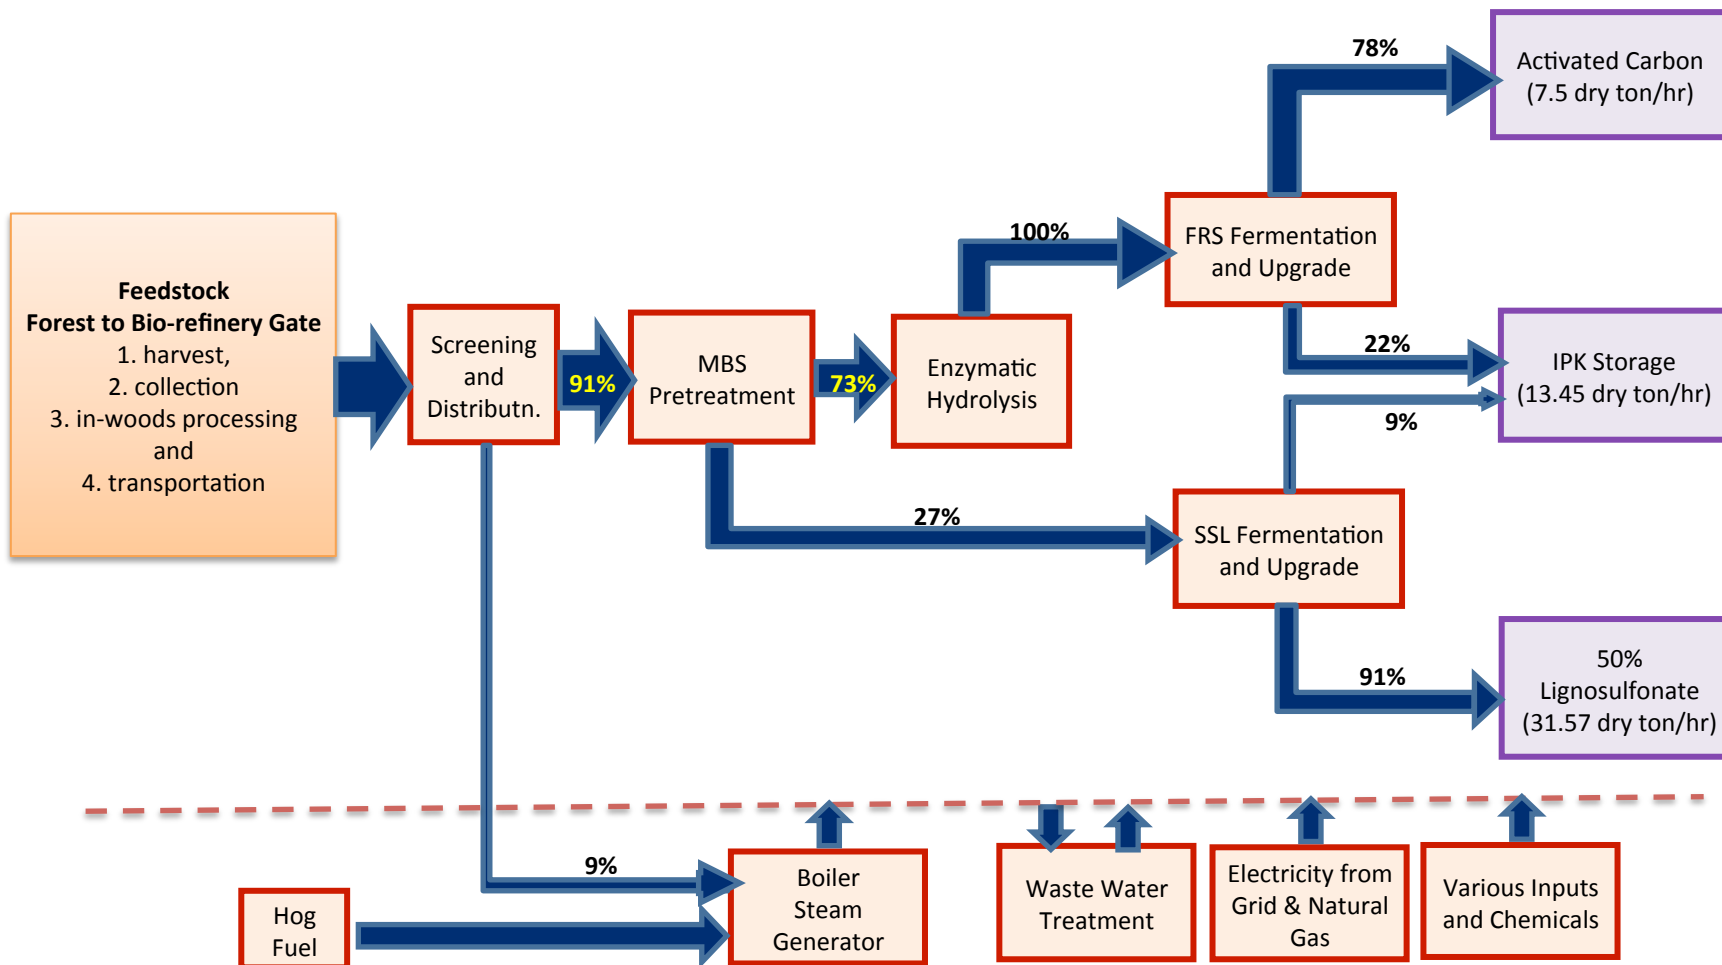 78%
Activated Carbon
(7.5 dry ton/hr)
FRS Fermentation
and Upgrade
100%
Feedstock
Forest to Bio-refinery Gate
1. harvest,
2. collection
3. in-woods processing
and
4. transportation
Screening
and
Distributn.
91%
MBS
Pretreatment
73%
Enzymatic
Hydrolysis
22%
IPK Storage
(13.45 dry ton/hr)
9%
27%
SSL Fermentation
and Upgrade
91%
50%
Lignosulfonate
(31.57 dry ton/hr)
9%
Hog
Fuel
Boiler
Steam
Generator
Waste Water
Treatment
Electricity from
Grid & Natural
Gas
Various Inputs
and Chemicals